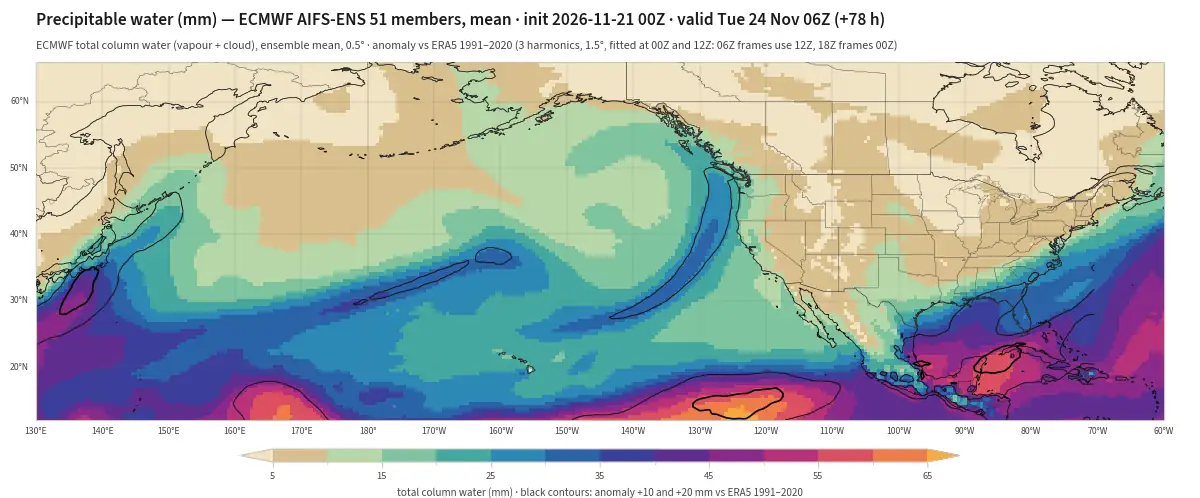 Precipitable water (mm) — ECMWF AIFS-ENS 51 members, mean · init 2026-11-21 00Z · valid Tue 24 Nov 06Z (+78 h)
ECMWF total column water (vapour + cloud), ensemble mean, 0.5° · anomaly vs ERA5 1991–2020 (3 harmonics, 1.5°, fitted at 00Z and 12Z: 06Z frames use 12Z, 18Z frames 00Z)
60°N
50°N
40°N
30°N
20°N
130°E 140°E 150°E 160°E 170°E 180° 170°W 160°W 150°W 140°W 130°W 120°W 110°W 100°W 90°W 80°W 70°W 60°W
5 15 25 35 45 55 65
total column water (mm) · black contours: anomaly +10 and +20 mm vs ERA5 1991–2020